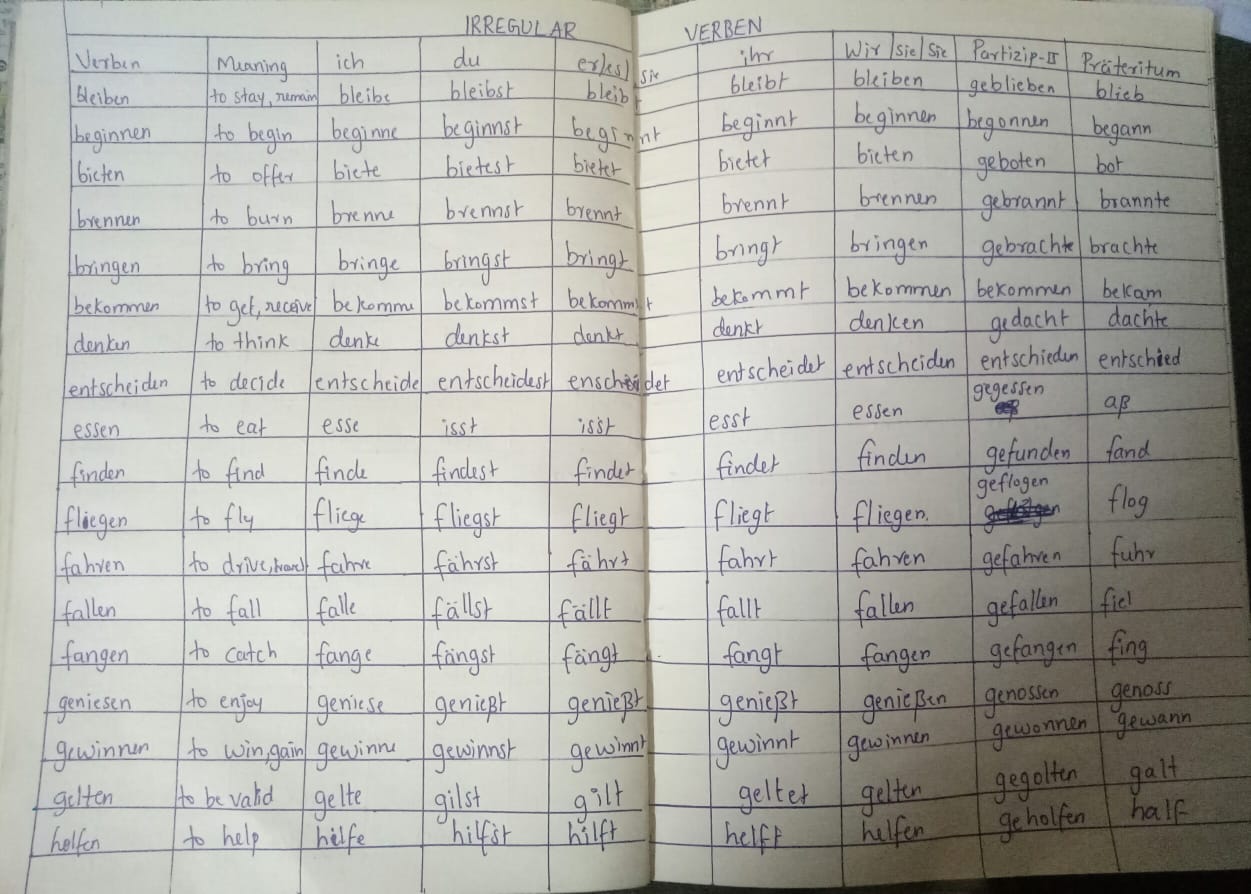 IRREGULAR VERBEN
Verben Meaning ich du er/es/sie ihr Wir/sie/Sie Partizip-II Präteritum
bleiben to stay, remain bleibe bleibst bleibt bleibt bleiben geblieben blieb
beginnen to begin beginne beginnst beginnt beginnt beginnen begonnen begann
bieten to offer biete bietest bietet bietet bieten geboten bot
brennen to burn brenne brennst brennt brennt brennen gebrannt brannte
bringen to bring bringe bringst bringt bringt bringen gebrachte brachte
bekommen to get, receive bekomme bekommst bekommt bekommt bekommen bekommen bekam
denken to think denke denkst denkt denkt denken gedacht dachte
entscheiden to decide entscheide entscheidest enscheidet entscheidet entscheiden entschieden entschied
essen to eat esse isst isst esst essen gegessen aß
finden to find finde findest findet findet finden gefunden fand
fliegen to fly fliege fliegst fliegt fliegt fliegen. geflogen flog
fahren to drive, travel fahre fährst fährt fahrt fahren gefahren fuhr
fallen to fall falle fällst fällt fallt fallen gefallen fiel
fangen to catch fange fängst fängt fangt fangen gefangen fing
geniesen to enjoy geniese genießt genießt genießt genießen genossen genoss
gewinnen to win, gain gewinne gewinnst gewinnt gewinnt gewinnen gewonnen gewann
gelten to be valid gelte gilst gilt geltet gelten gegolten galt
helfen to help helfe hilfst hilft helft helfen geholfen half